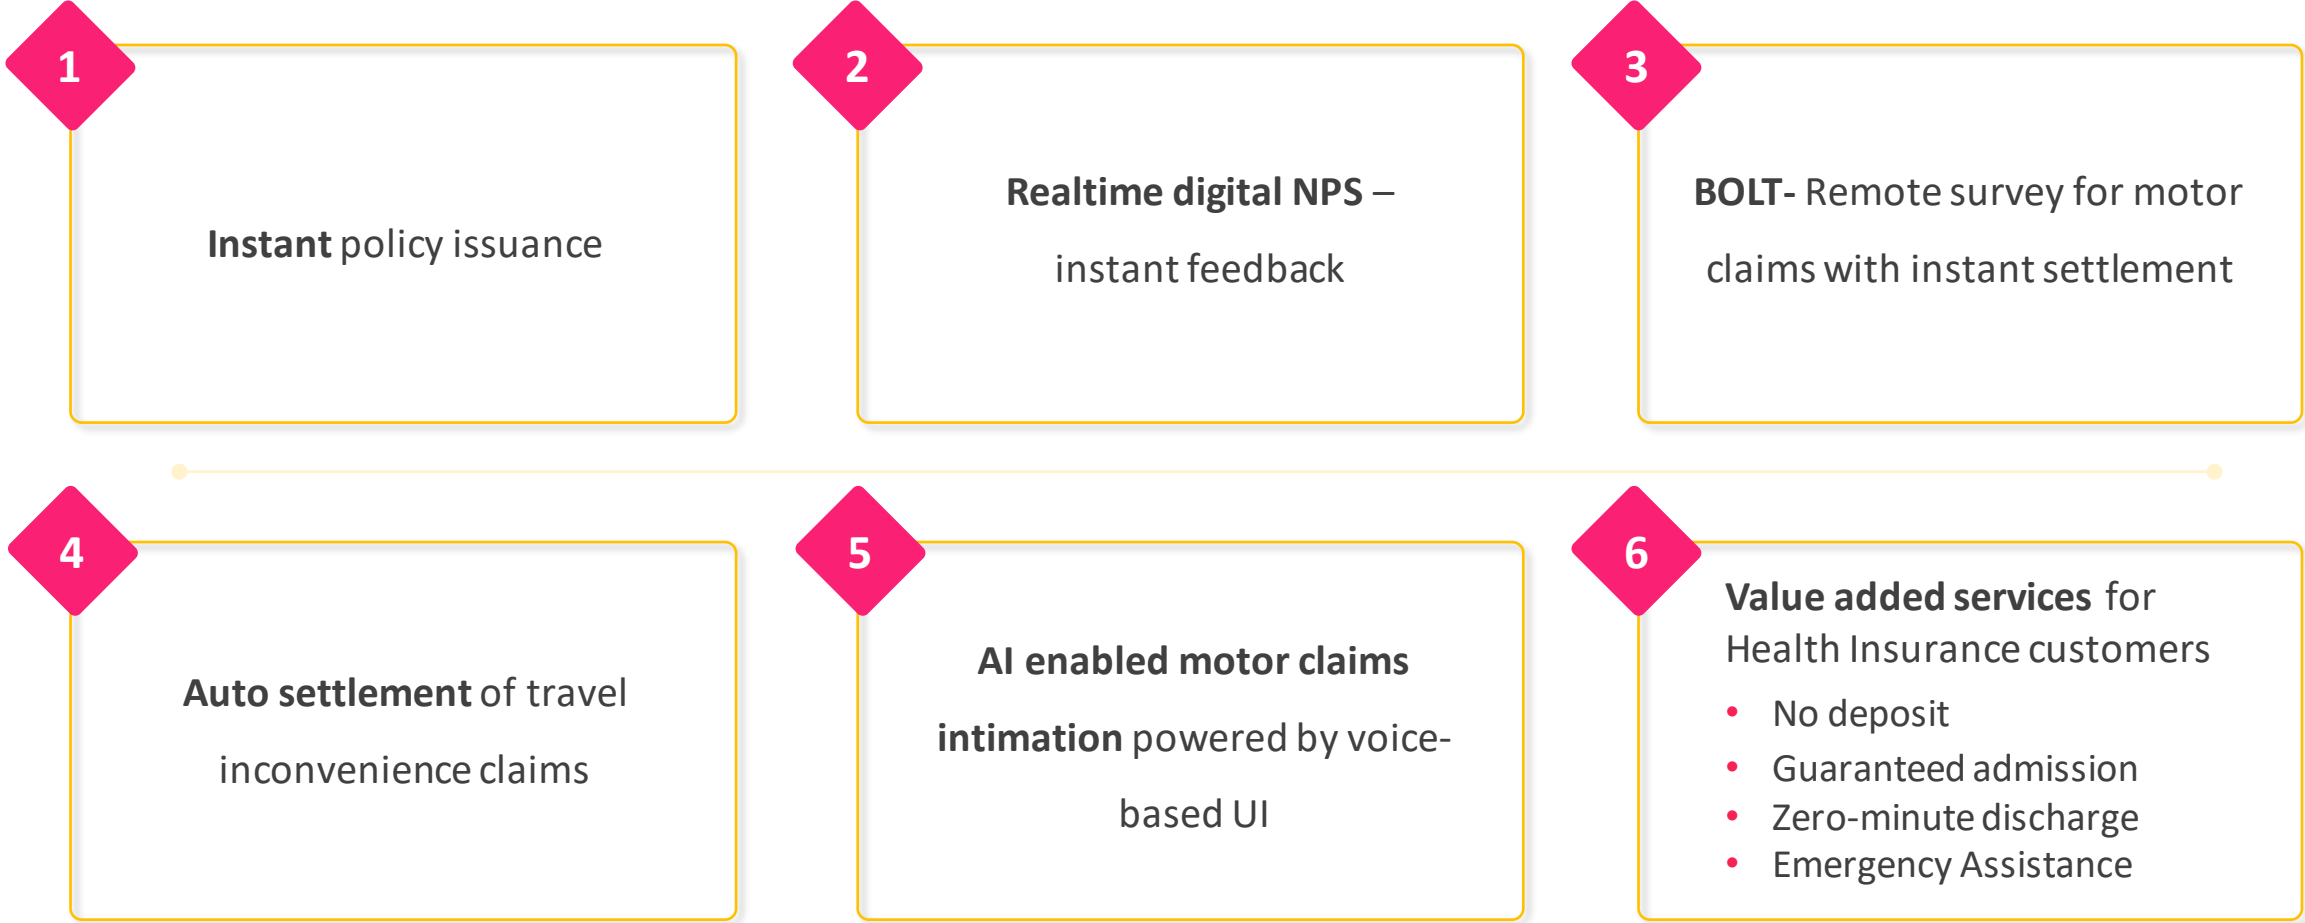 1
Instant policy issuance
2
Realtime digital NPS –
instant feedback
3
BOLT- Remote survey for motor
claims with instant settlement
4
Auto settlement of travel
inconvenience claims
5
AI enabled motor claims
intimation powered by voice-
based UI
6
Value added services for
Health Insurance customers
• No deposit
• Guaranteed admission
• Zero-minute discharge
• Emergency Assistance